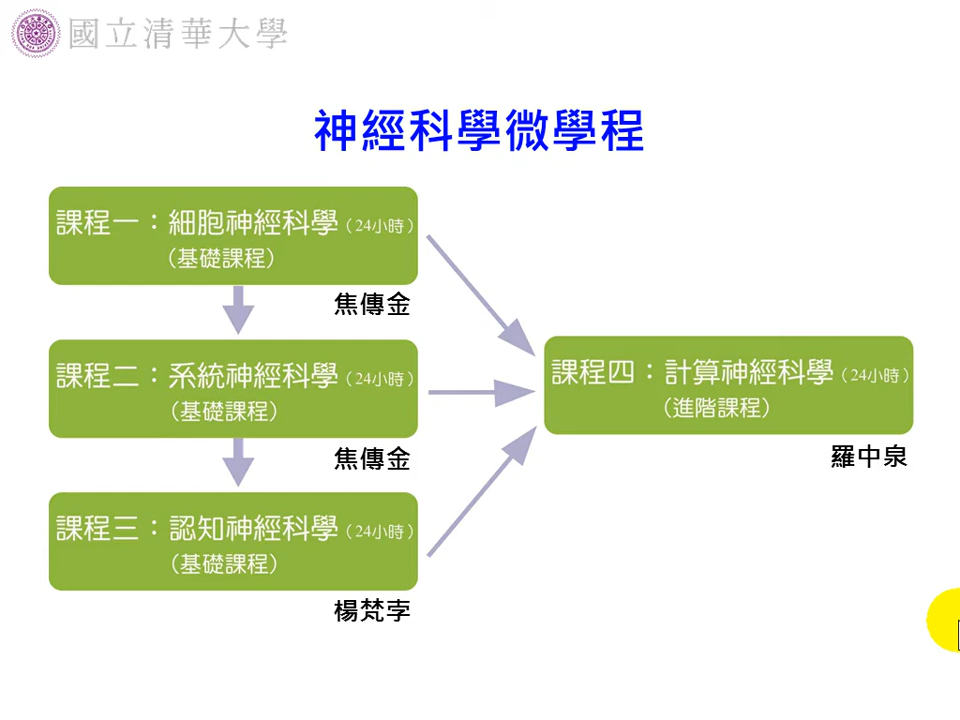 國立清華大學
神經科學微學程
課程一：細胞神經科學（24小時）
（基礎課程）
焦傳金
課程二：系統神經科學（24小時）
（基礎課程）
焦傳金
課程三：認知神經科學（24小時）
（基礎課程）
楊梵孛
課程四：計算神經科學（24小時）
（進階課程）
羅中泉